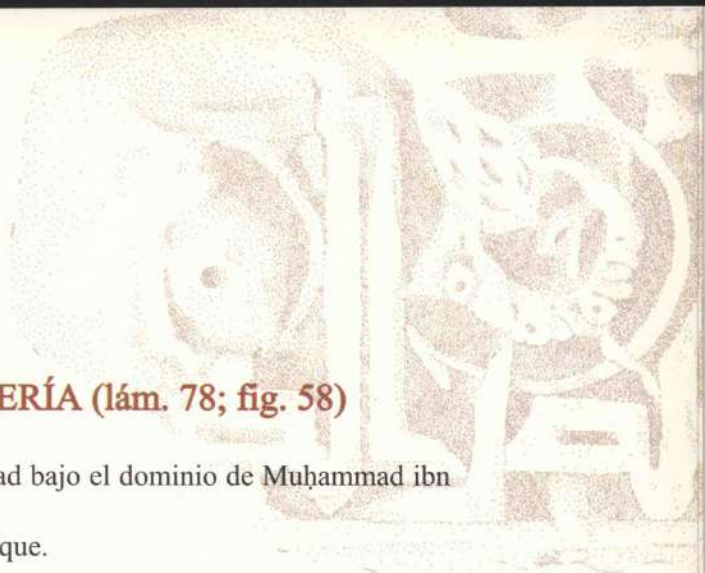 ERÍA (lám. 78; fig. 58)
ad bajo el dominio de Muḥammad ibn
que.